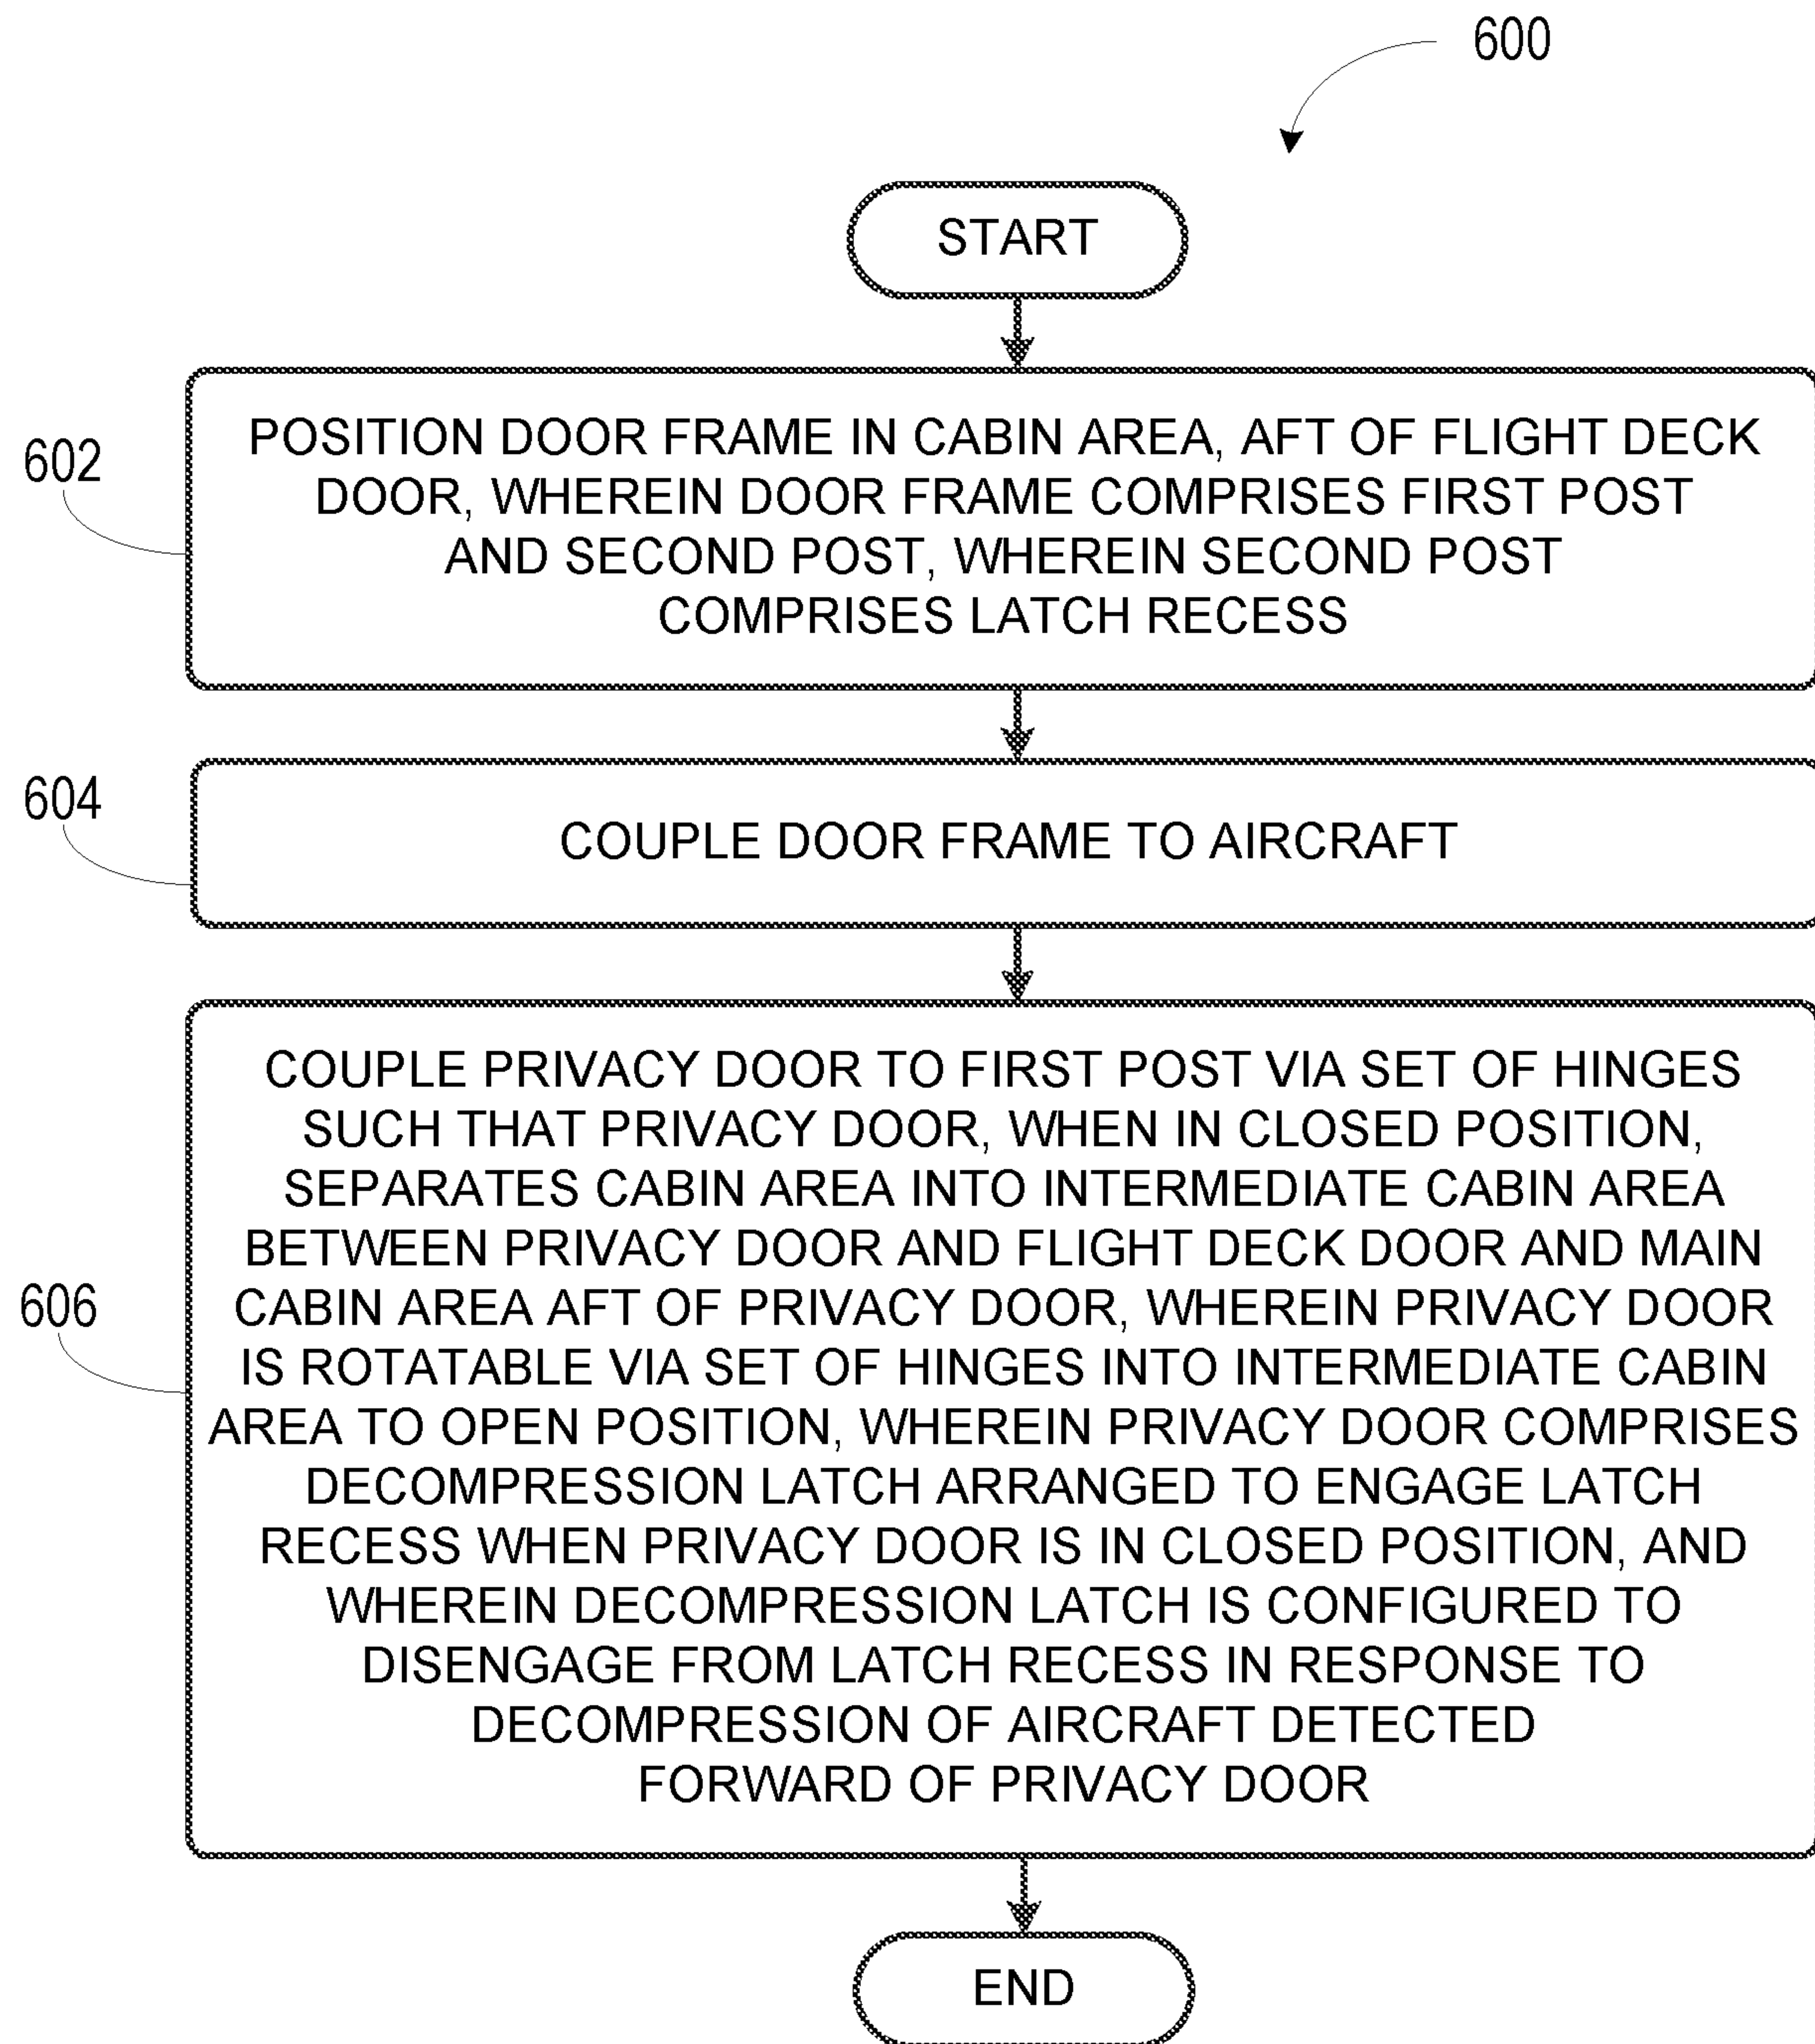 600
START
602
POSITION DOOR FRAME IN CABIN AREA, AFT OF FLIGHT DECK
DOOR, WHEREIN DOOR FRAME COMPRISES FIRST POST
AND SECOND POST, WHEREIN SECOND POST
COMPRISES LATCH RECESS
604
COUPLE DOOR FRAME TO AIRCRAFT
606
COUPLE PRIVACY DOOR TO FIRST POST VIA SET OF HINGES
SUCH THAT PRIVACY DOOR, WHEN IN CLOSED POSITION,
SEPARATES CABIN AREA INTO INTERMEDIATE CABIN AREA
BETWEEN PRIVACY DOOR AND FLIGHT DECK DOOR AND MAIN
CABIN AREA AFT OF PRIVACY DOOR, WHEREIN PRIVACY DOOR
IS ROTATABLE VIA SET OF HINGES INTO INTERMEDIATE CABIN
AREA TO OPEN POSITION, WHEREIN PRIVACY DOOR COMPRISES
DECOMPRESSION LATCH ARRANGED TO ENGAGE LATCH
RECESS WHEN PRIVACY DOOR IS IN CLOSED POSITION, AND
WHEREIN DECOMPRESSION LATCH IS CONFIGURED TO
DISENGAGE FROM LATCH RECESS IN RESPONSE TO
DECOMPRESSION OF AIRCRAFT DETECTED
FORWARD OF PRIVACY DOOR
END